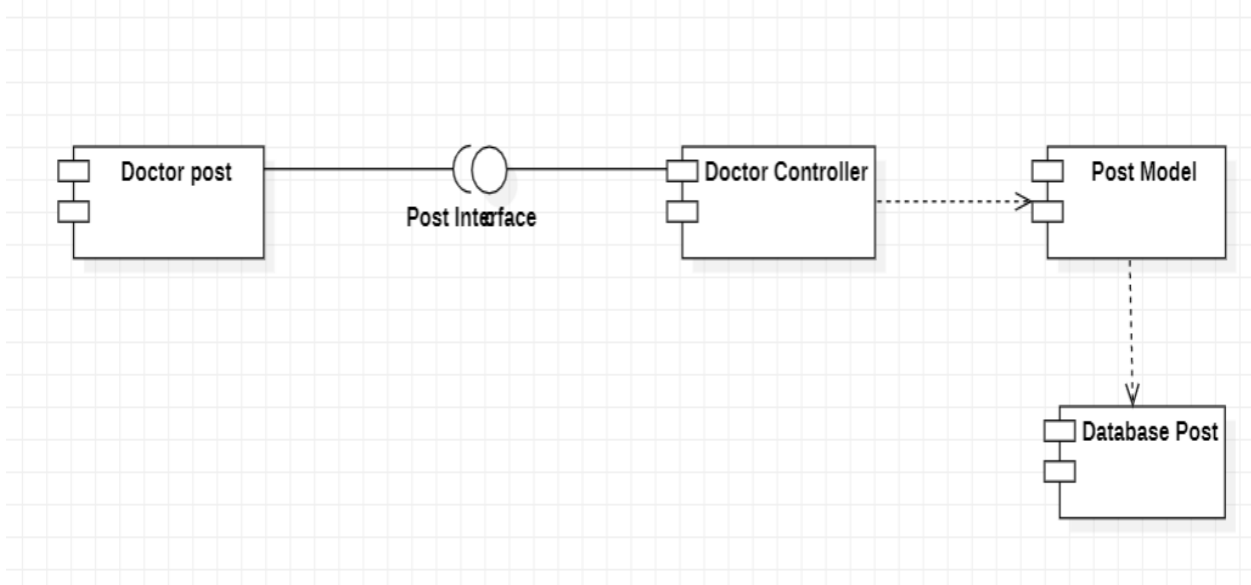 Doctor post
Post Interface
Doctor Controller
Post Model
Database Post